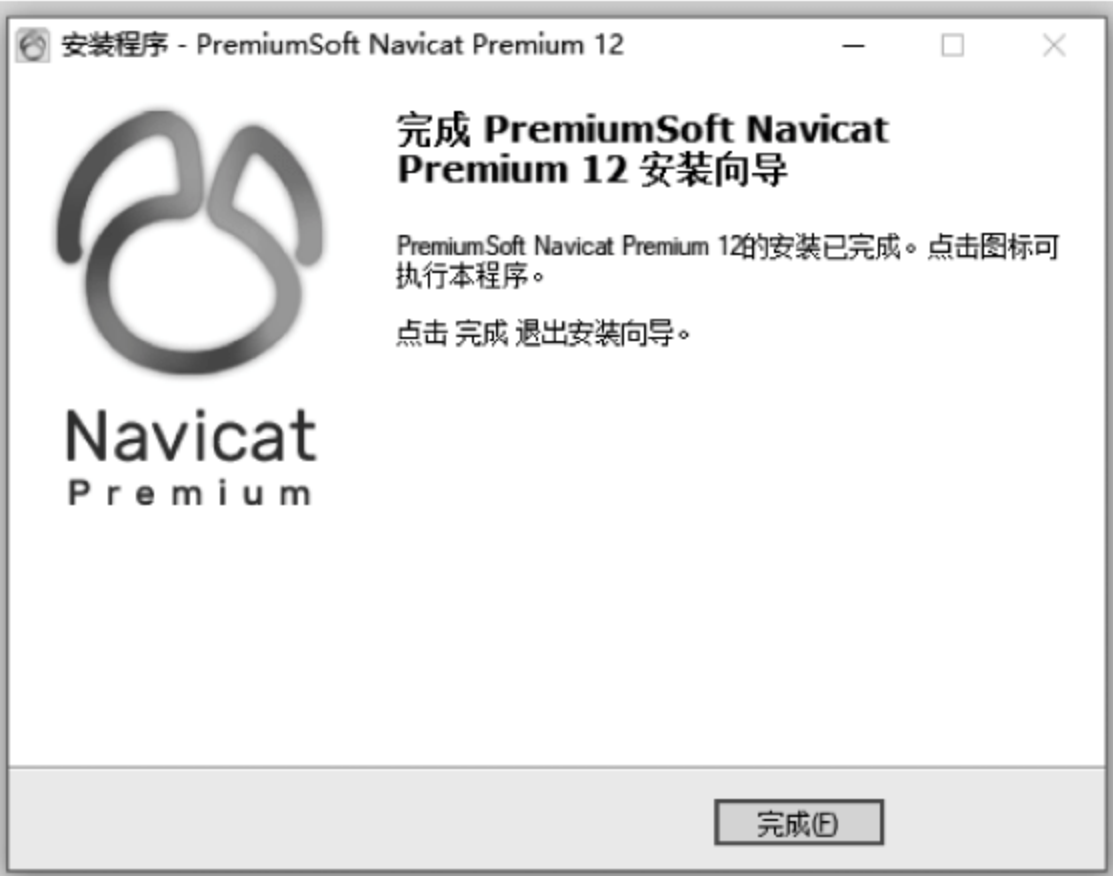 安装程序 - PremiumSoft Navicat Premium 12
完成 PremiumSoft Navicat
Premium 12 安装向导
PremiumSoft Navicat Premium 12的安装已完成。点击图标可
执行本程序。
点击 完成 退出安装向导。
Navicat
Premium
完成(F)